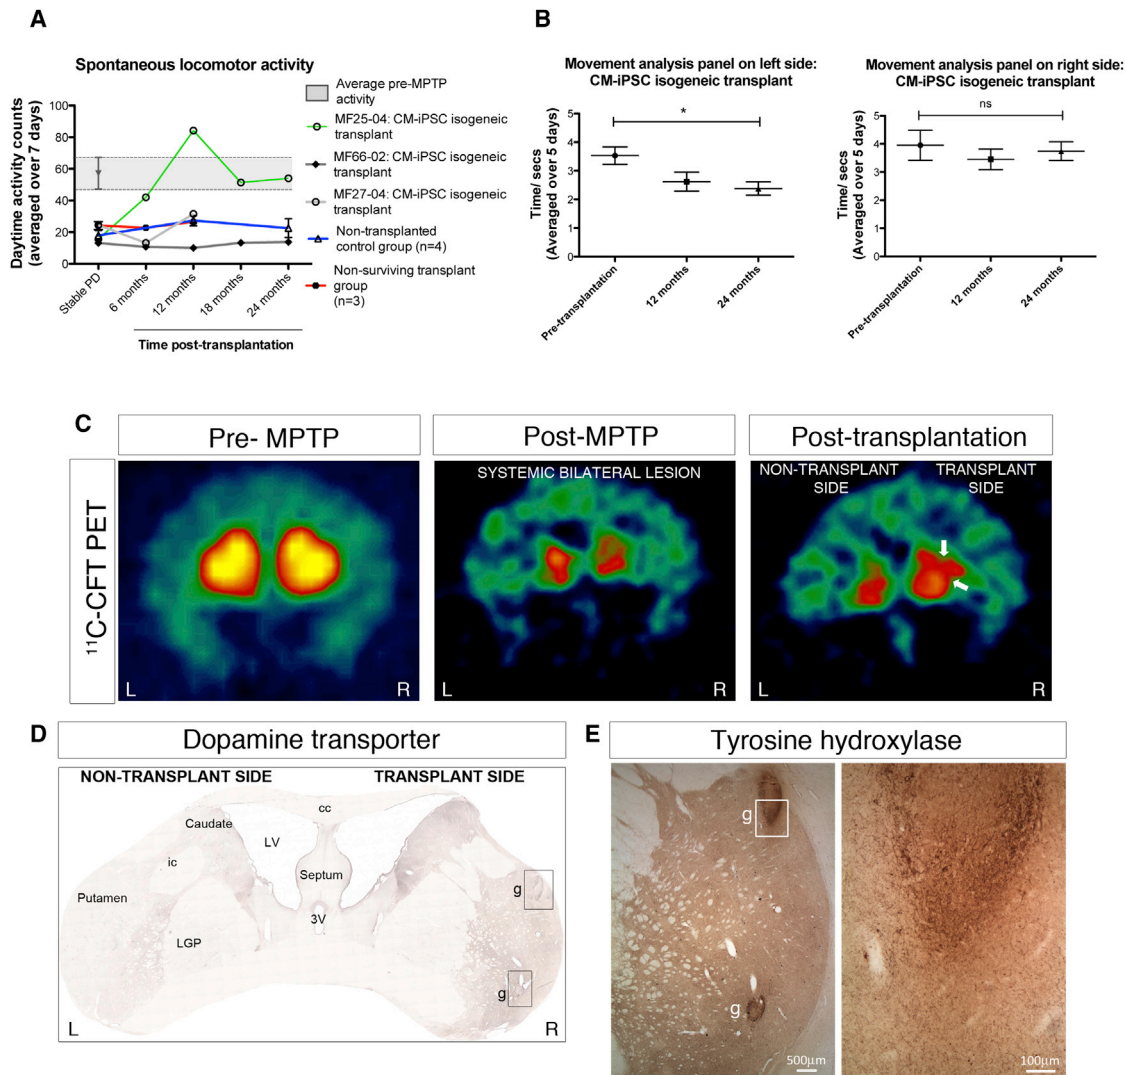 A
Spontaneous locomotor activity
Daytime activity counts
(averaged over 7 days)
100
80
60
40
20
0
Stable PD
6 months
12 months
18 months
24 months
Time post-transplantation
Average pre-MPTP
activity
MF25-04: CM-iPSC isogeneic
transplant
MF66-02: CM-iPSC isogeneic
transplant
MF27-04: CM-iPSC isogeneic
transplant
Non-transplanted
control group (n=4)
Non-surviving transplant
group
(n=3)
B
Movement analysis panel on left side:
CM-iPSC isogeneic transplant
Time/ secs
(Averaged over 5 days)
5
4
3
2
1
0
*
Pre-transplantation
12 months
24 months
Movement analysis panel on right side:
CM-iPSC isogeneic transplant
Time/ secs
(Averaged over 5 days)
5
4
3
2
1
0
ns
Pre-transplantation
12 months
24 months
C
Pre- MPTP
Post-MPTP
Post-transplantation
¹¹C-CFT PET
SYSTEMIC BILATERAL LESION
NON-TRANSPLANT
SIDE
TRANSPLANT
SIDE
L
R
L
R
L
R
D
Dopamine transporter
NON-TRANSPLANT SIDE
TRANSPLANT SIDE
cc
Caudate
LV
ic
Septum
g
Putamen
3V
LGP
g
L
R
E
Tyrosine hydroxylase
g
g
500µm
100µm